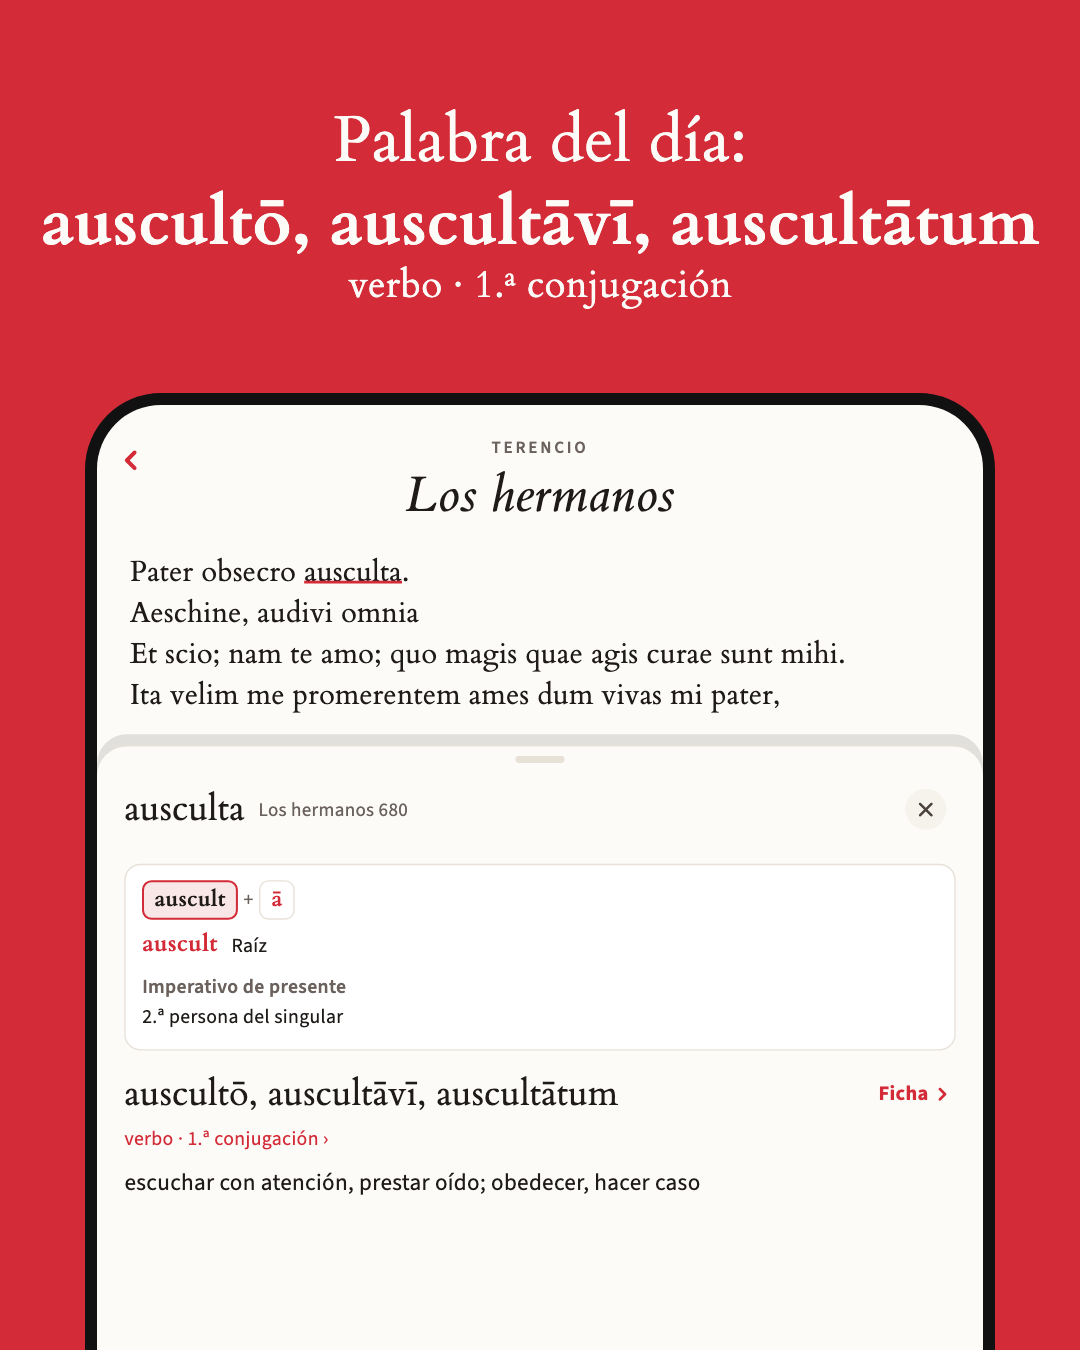 Palabra del día:
auscultō, auscultāvī, auscultātum
verbo · 1.ª conjugación
TERENCIO
Los hermanos
Pater obsecro ausculta.
Aeschine, audivi omnia
Et scio; nam te amo; quo magis quae agis curae sunt mihi.
Ita velim me promerentem ames dum vivas mi pater,
ausculta Los hermanos 680
auscult + ā
auscult Raíz
Imperativo de presente
2.ª persona del singular
auscultō, auscultāvī, auscultātum
Ficha >
verbo · 1.ª conjugación ›
escuchar con atención, prestar oído; obedecer, hacer caso